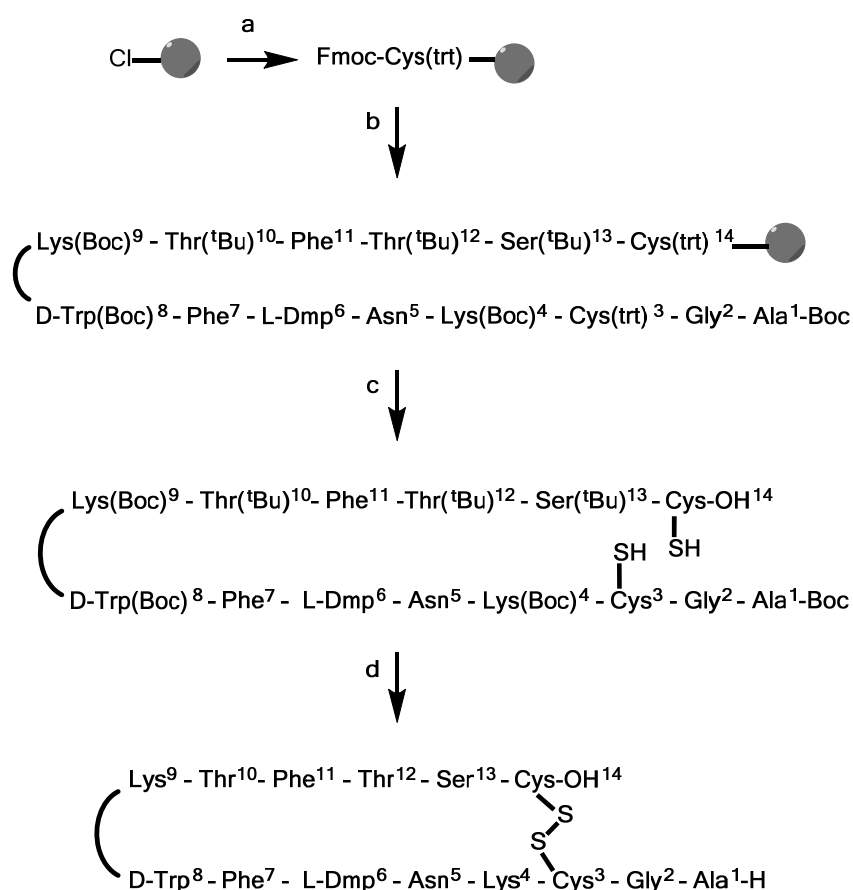 a
Cl
Fmoc-Cys(trt)
b
Lys(Boc)⁹ - Thr(ᵗBu)¹⁰- Phe¹¹ -Thr(ᵗBu)¹² - Ser(ᵗBu)¹³ - Cys(trt) ¹⁴
D-Trp(Boc) ⁸ - Phe⁷ - L-Dmp⁶ - Asn⁵ - Lys(Boc)⁴ - Cys(trt) ³ - Gly² - Ala¹-Boc
c
Lys(Boc)⁹ - Thr(ᵗBu)¹⁰- Phe¹¹ -Thr(ᵗBu)¹² - Ser(ᵗBu)¹³ - Cys-OH¹⁴
SH SH
D-Trp(Boc) ⁸ - Phe⁷ - L-Dmp⁶ - Asn⁵ - Lys(Boc)⁴ - Cys³ - Gly² - Ala¹-Boc
d
Lys⁹ - Thr¹⁰- Phe¹¹ - Thr¹² - Ser¹³ - Cys-OH¹⁴
S
S
D-Trp⁸ - Phe⁷ - L-Dmp⁶ - Asn⁵ - Lys⁴ - Cys³ - Gly² - Ala¹-H